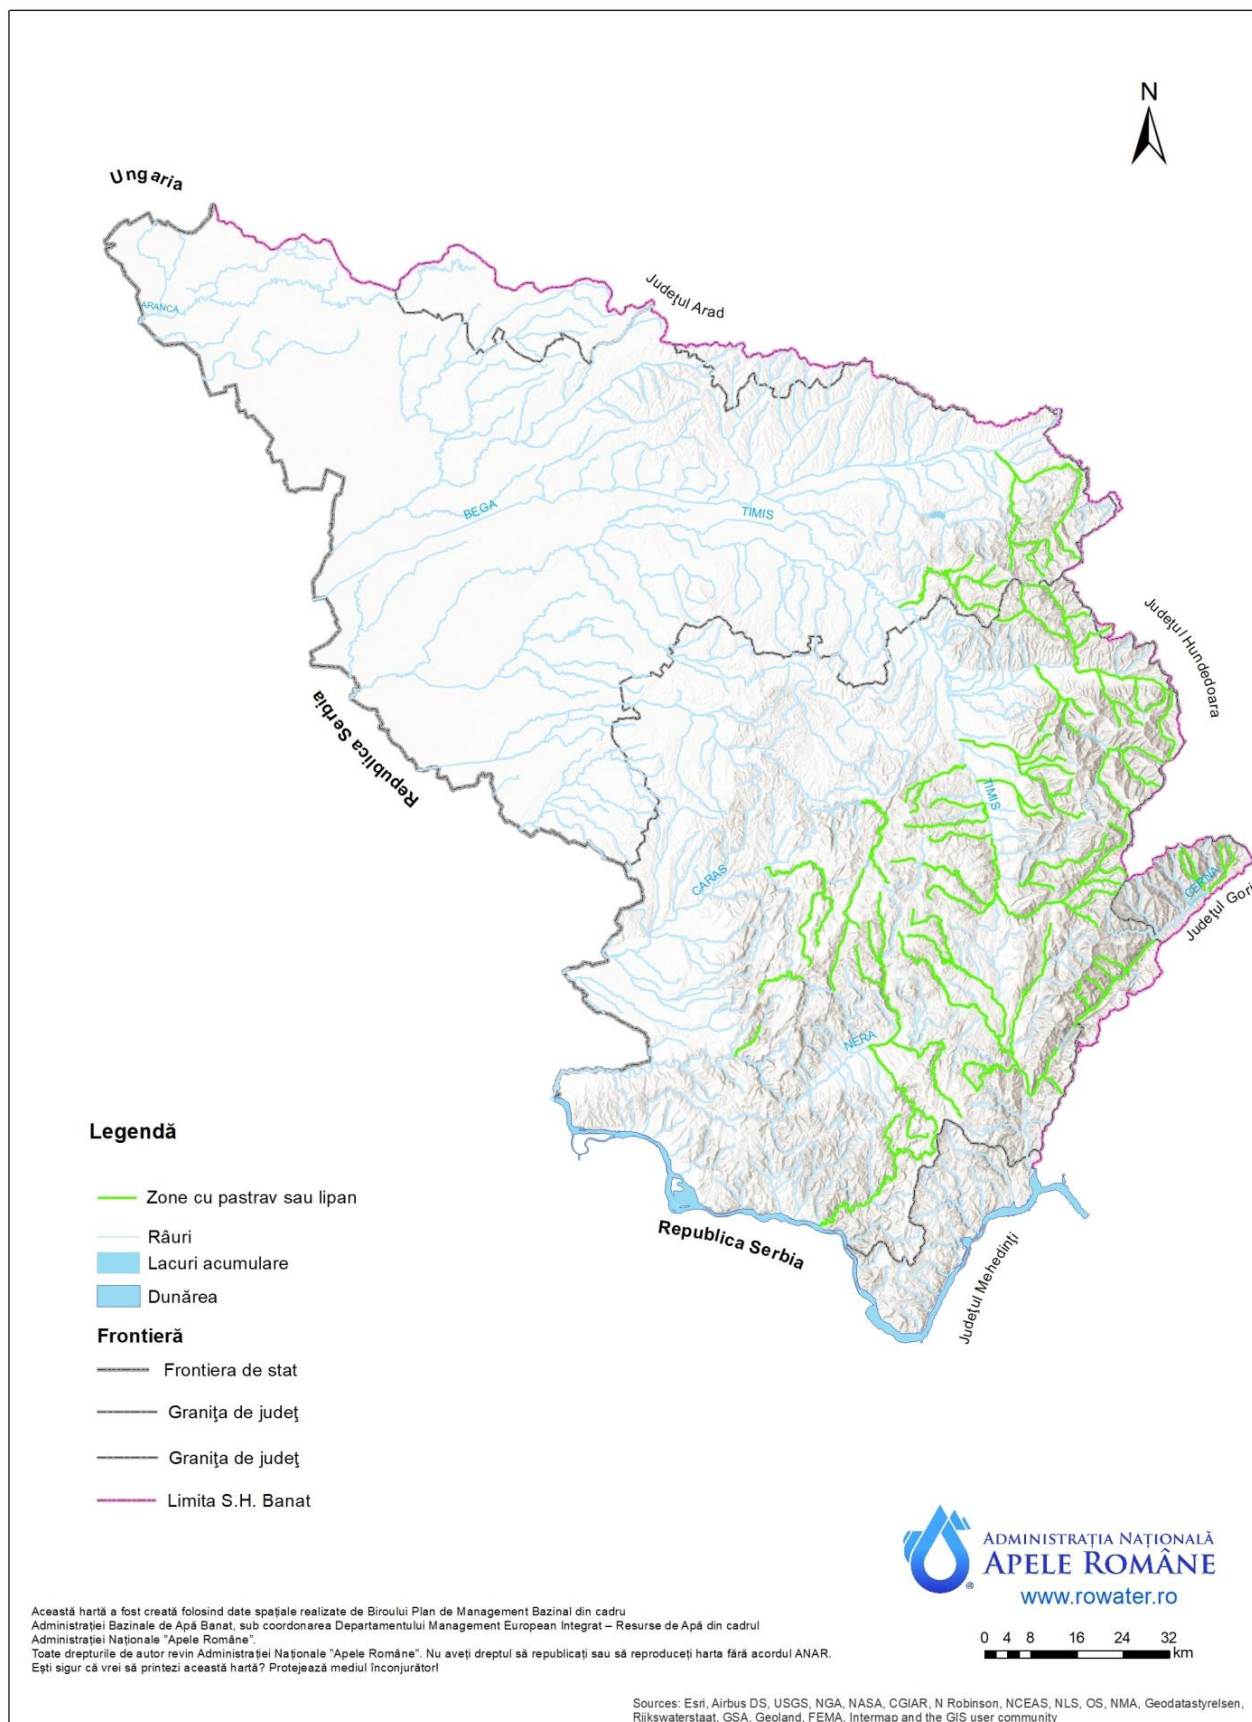 N
Ungaria
Județul Arad
ARANCA
BEGA
TIMIS
Județul Hundedoara
Republica Serbia
TIMIS
CARAS
CERNA
Județul Gorj
NERA
Legendă
Zone cu pastrav sau lipan
Râuri
Lacuri acumulare
Dunărea
Republica Serbia
Județul Mehedinți
Frontieră
Frontiera de stat
Graniţa de judeţ
Graniţa de judeţ
Limita S.H. Banat
ADMINISTRAȚIA NAȚIONALĂ
APELE ROMÂNE
®
www.rowater.ro
Această hartă a fost creată folosind date spațiale realizate de Biroului Plan de Management Bazinal din cadru
Administrației Bazinale de Apă Banat, sub coordonarea Departamentului Management European Integrat – Resurse de Apă din cadrul
Administrației Naționale "Apele Române".
Toate drepturile de autor revin Administrației Naționale "Apele Române". Nu aveți dreptul să republicați sau să reproduceți harta fără acordul ANAR.
Ești sigur că vrei să printezi această hartă? Protejează mediul înconjurător!
0 4 8 16 24 32
km
Sources: Esri, Airbus DS, USGS, NGA, NASA, CGIAR, N Robinson, NCEAS, NLS, OS, NMA, Geodatastyrelsen,
Rijkswaterstaat, GSA, Geoland, FEMA, Intermap and the GIS user community